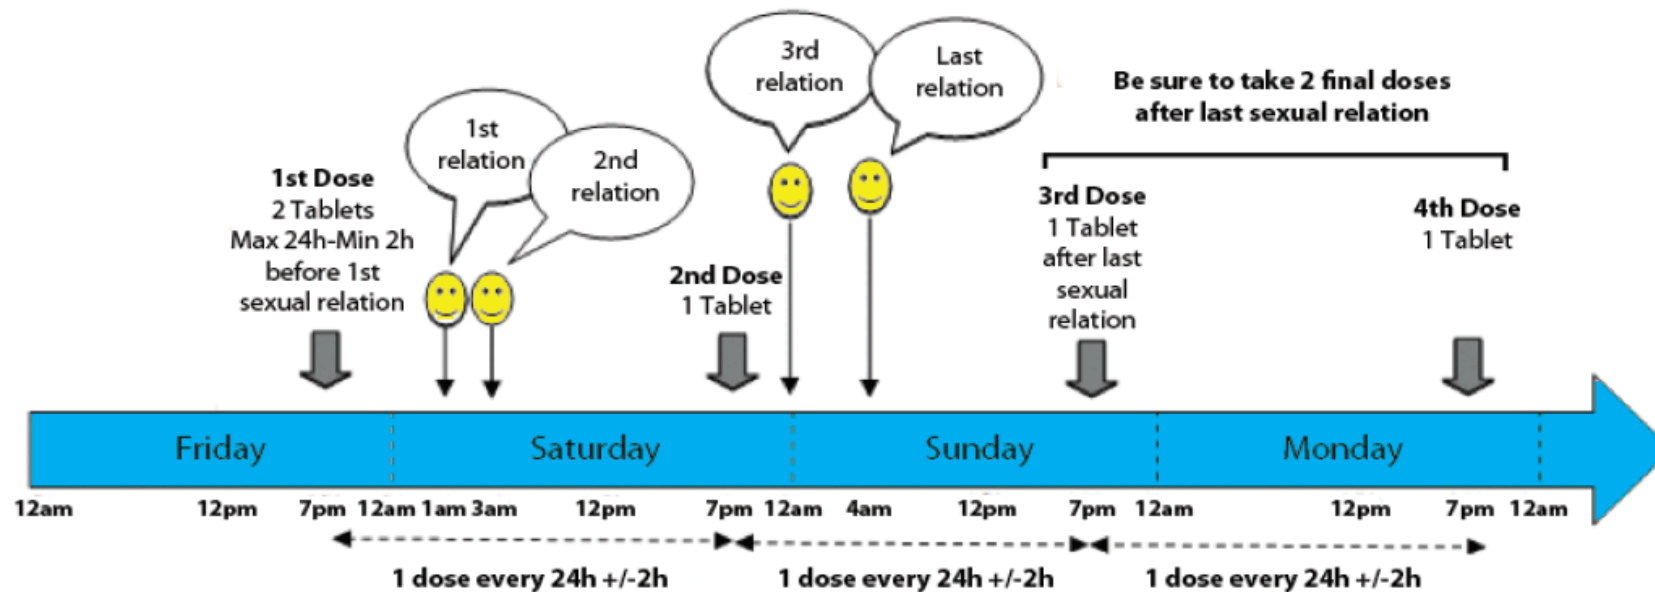 3rd
relation
Last
relation
Be sure to take 2 final doses
after last sexual relation
1st
relation
2nd
relation
1st Dose
2 Tablets
Max 24h-Min 2h
before 1st
sexual relation
2nd Dose
1 Tablet
3rd Dose
1 Tablet
after last
sexual
relation
4th Dose
1 Tablet
Friday Saturday Sunday Monday
12am 12pm 7pm 12am 1am 3am 12pm 7pm 12am 4am 12pm 7pm 12am 12pm 7pm 12am
1 dose every 24h +/-2h 1 dose every 24h +/-2h 1 dose every 24h +/-2h